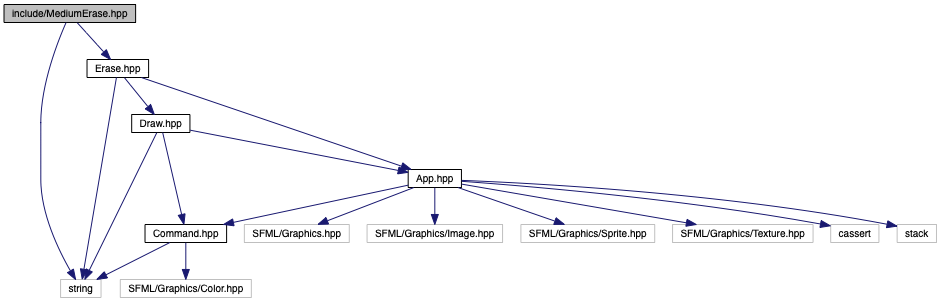 include/MediumErase.hpp
Erase.hpp
Draw.hpp
App.hpp
Command.hpp
SFML/Graphics.hpp
SFML/Graphics/Image.hpp
SFML/Graphics/Sprite.hpp
SFML/Graphics/Texture.hpp
cassert
stack
string
SFML/Graphics/Color.hpp